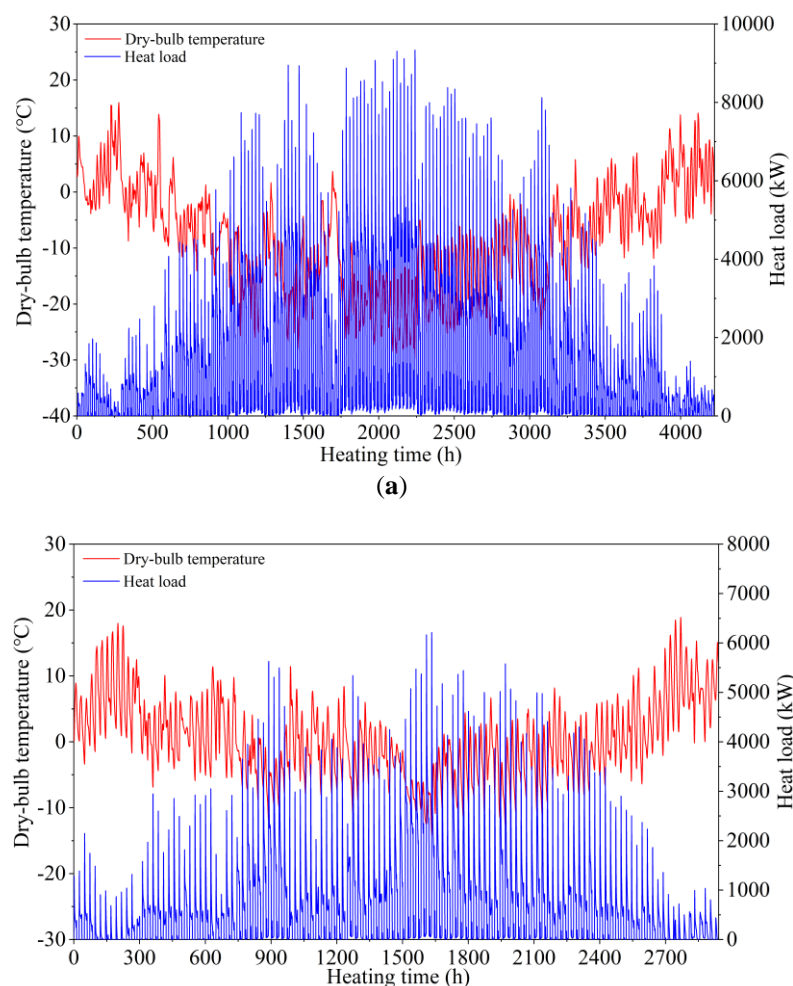 30
20
10
0
-10
-20
-30
-40
Dry-bulb temperature (℃)
Dry-bulb temperature
Heat load
10000
8000
6000
4000
2000
0
Heat load (kW)
0 500 1000 1500 2000 2500 3000 3500 4000
Heating time (h)
(a)
30
20
10
0
-10
-20
-30
Dry-bulb temperature (℃)
Dry-bulb temperature
Heat load
8000
7000
6000
5000
4000
3000
2000
1000
0
Heat load (kW)
0 300 600 900 1200 1500 1800 2100 2400 2700
Heating time (h)